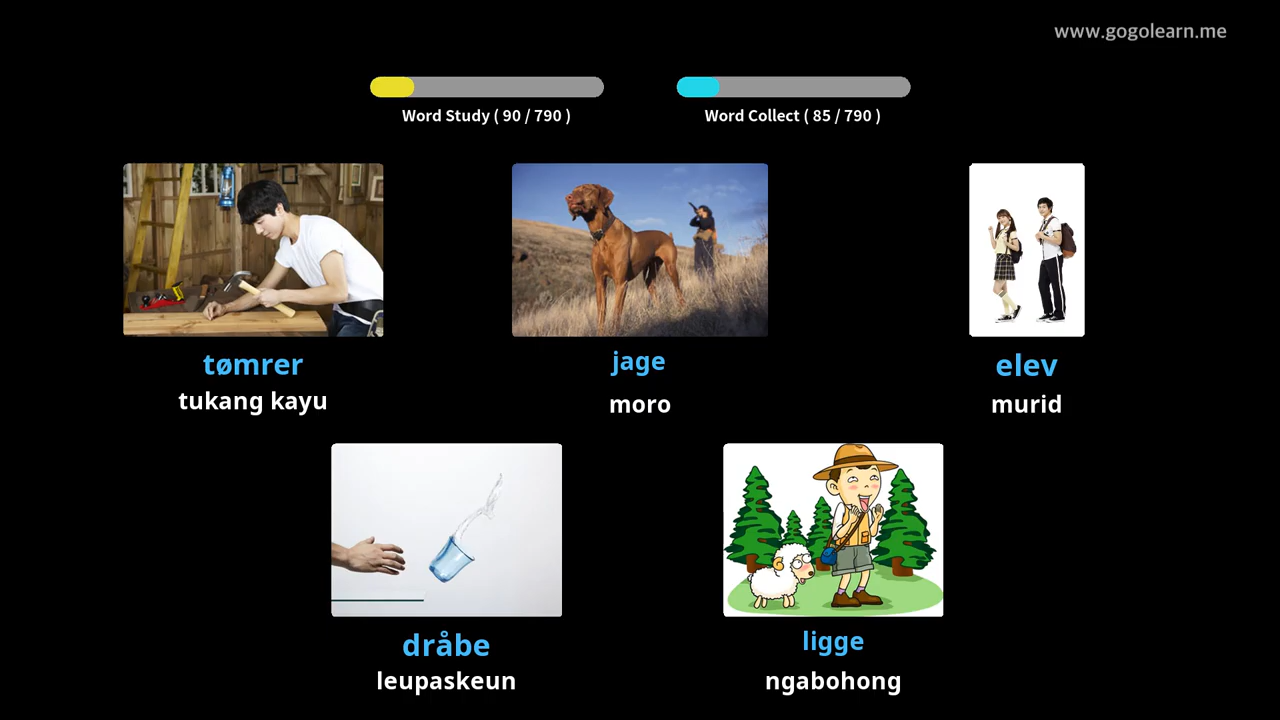 www.gogolearn.me
Word Study ( 90 / 790 )
Word Collect ( 85 / 790 )
tømrer
tukang kayu
jage
moro
elev
murid
dråbe
leupaskeun
ligge
ngabohong